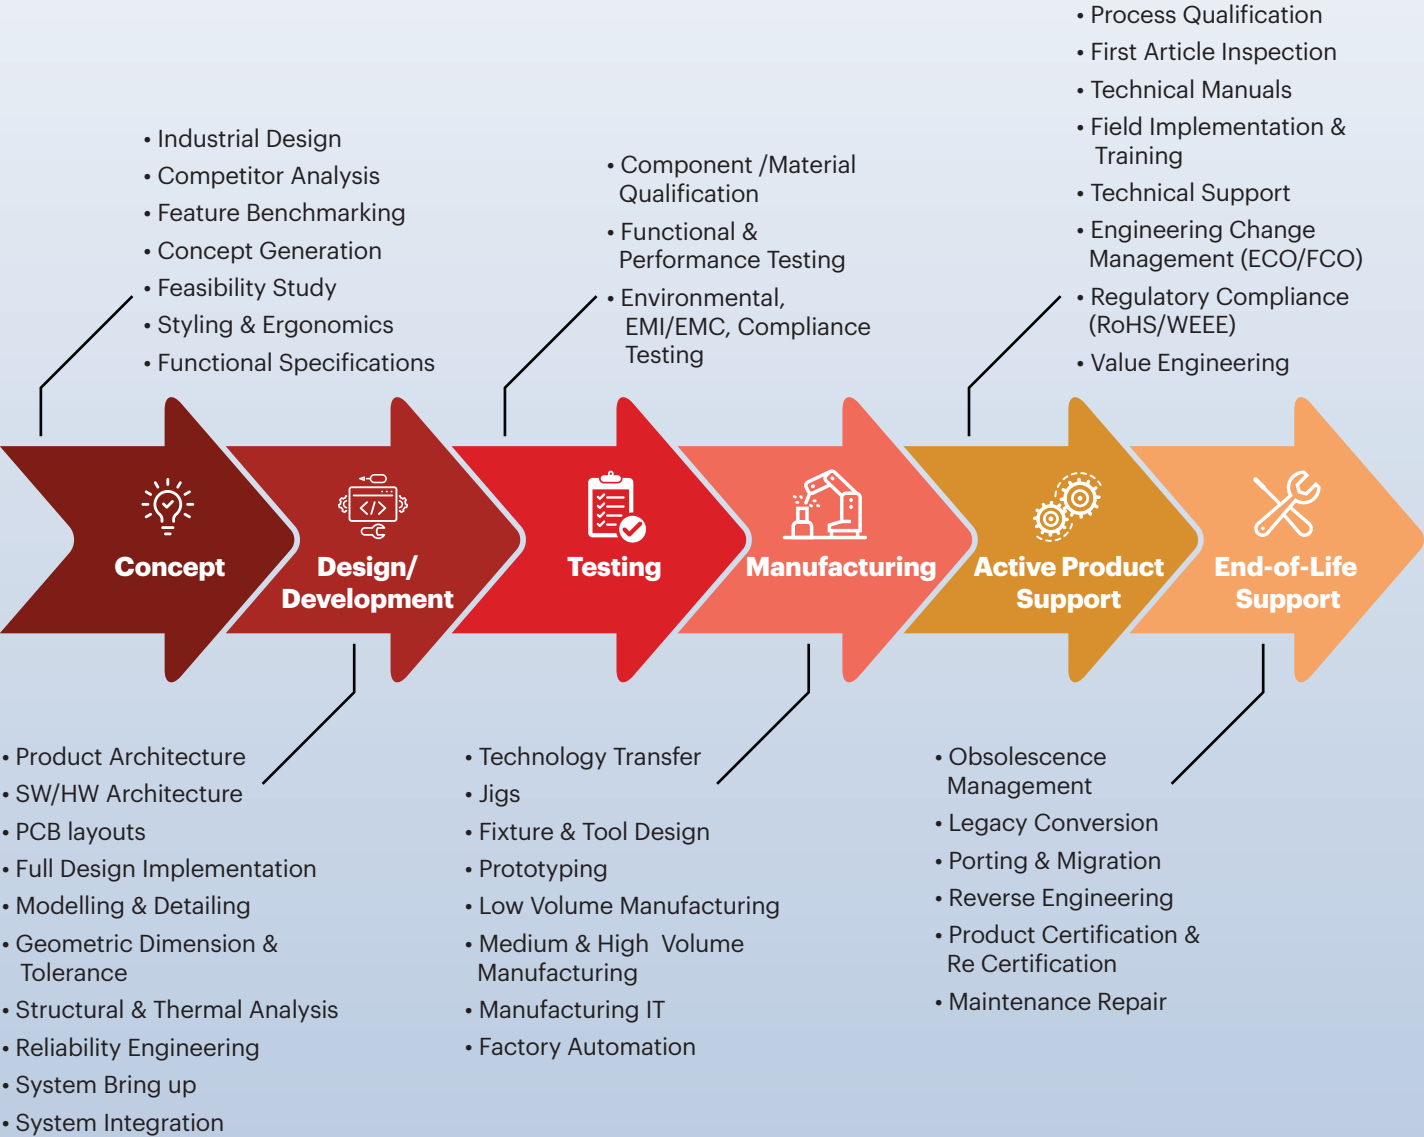 • Industrial Design
• Competitor Analysis
• Feature Benchmarking
• Concept Generation
• Feasibility Study
• Styling & Ergonomics
• Functional Specifications
• Component /Material
Qualification
• Functional &
Performance Testing
• Environmental,
EMI/EMC, Compliance
Testing
• Process Qualification
• First Article Inspection
• Technical Manuals
• Field Implementation &
Training
• Technical Support
• Engineering Change
Management (ECO/FCO)
• Regulatory Compliance
(RoHS/WEEE)
• Value Engineering
Concept
Design/
Development
Testing
Manufacturing
Active Product
Support
End-of-Life
Support
• Product Architecture
• SW/HW Architecture
• PCB layouts
• Full Design Implementation
• Modelling & Detailing
• Geometric Dimension &
Tolerance
• Structural & Thermal Analysis
• Reliability Engineering
• System Bring up
• System Integration
• Technology Transfer
• Jigs
• Fixture & Tool Design
• Prototyping
• Low Volume Manufacturing
• Medium & High Volume
Manufacturing
• Manufacturing IT
• Factory Automation
• Obsolescence
Management
• Legacy Conversion
• Porting & Migration
• Reverse Engineering
• Product Certification &
Re Certification
• Maintenance Repair